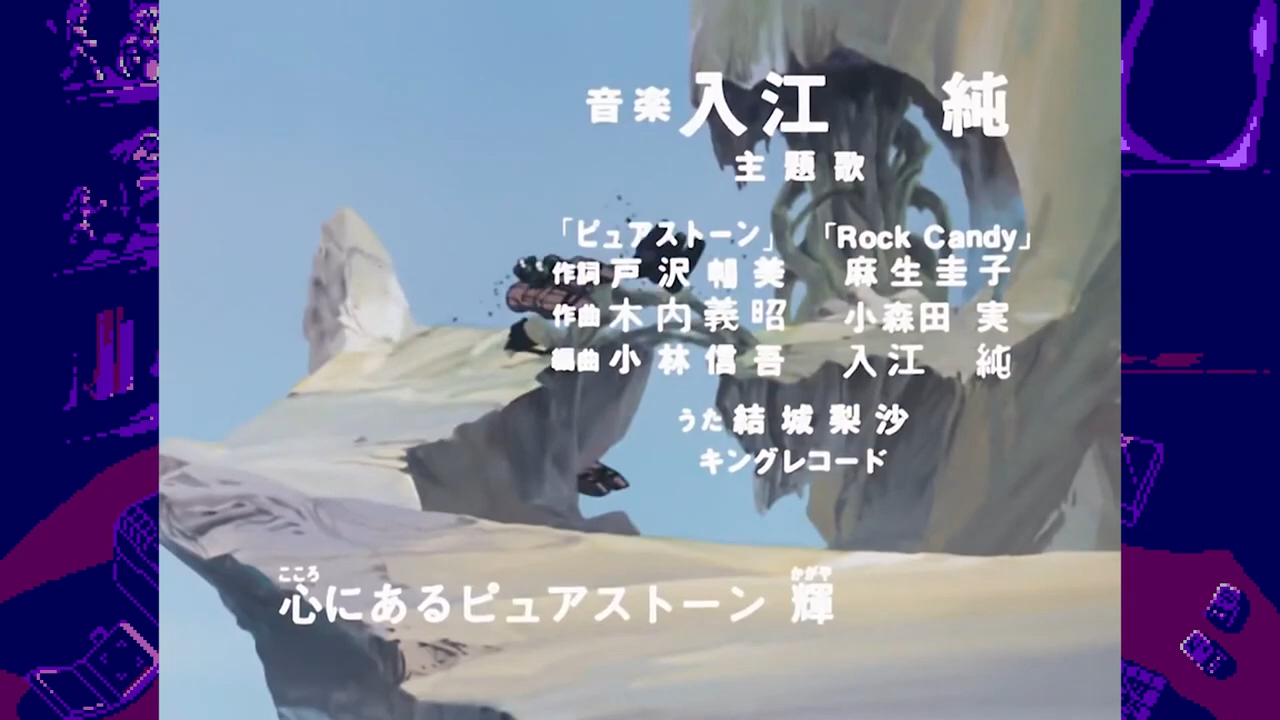 音楽 入江 純
主題歌
「ピュアストーン」 「Rock Candy」
作詞 戸沢暢美 麻生圭子
作曲 木内義昭 小森田 実
編曲 小林信吾 入江 純
うた 結城梨沙
キングレコード
こころ かがや
心にあるピュアストーン 輝